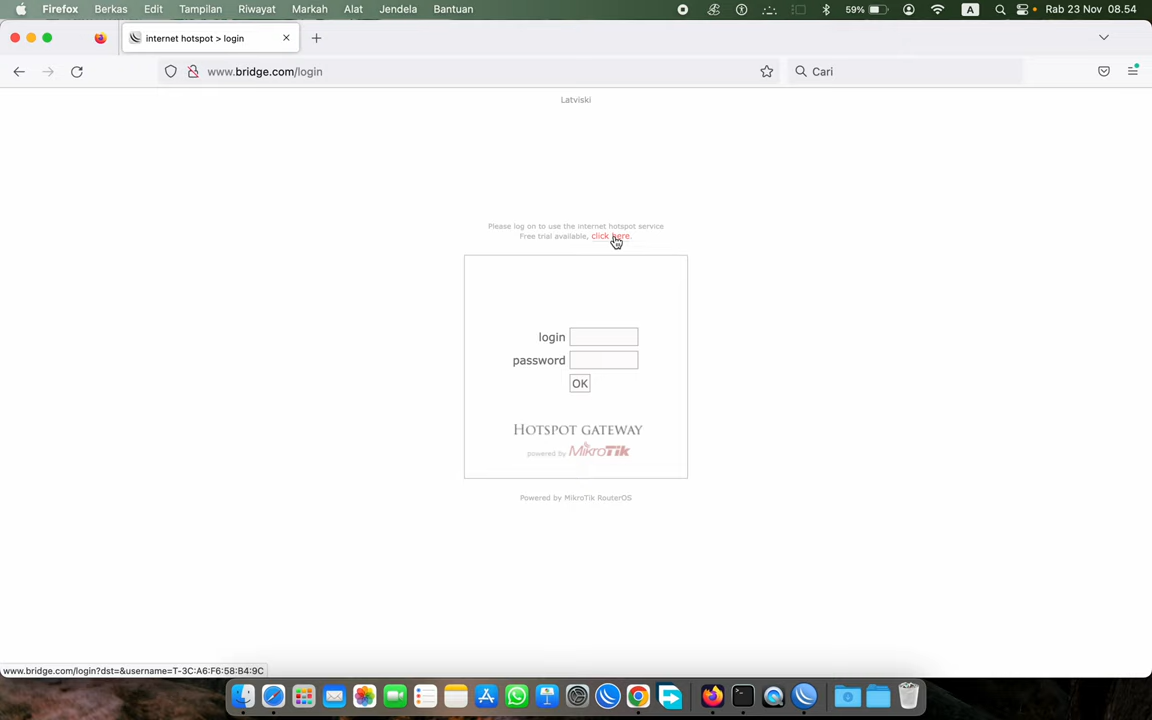 Firefox Berkas Edit Tampilan Riwayat Markah Alat Jendela Bantuan 59% A Rab 23 Nov 08.54
internet hotspot > login
www.bridge.com/login Cari
Latviski
Please log on to use the internet hotspot service
Free trial available, click here.
login
password
OK
HOTSPOT GATEWAY
powered by MikroTik
Powered by MikroTik RouterOS
www.bridge.com/login?dst=&username=T-3C:A6:F6:58:B4:9C